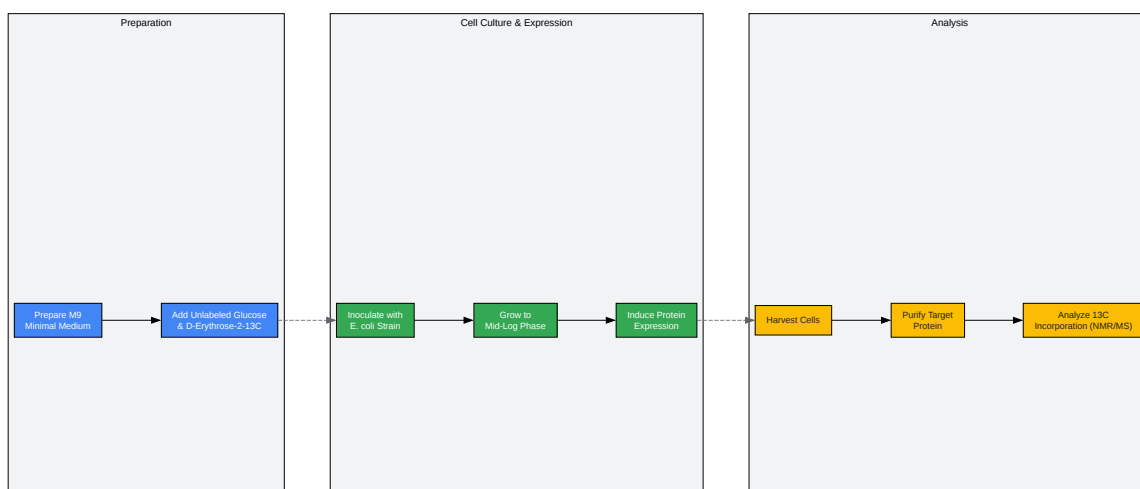 Preparation
Prepare M9
Minimal Medium
Add Unlabeled Glucose
& D-Erythrose-2-13C
Cell Culture & Expression
Inoculate with
E. coli Strain
Grow to
Mid-Log Phase
Induce Protein
Expression
Analysis
Harvest Cells
Purify Target
Protein
Analyze 13C
Incorporation (NMR/MS)